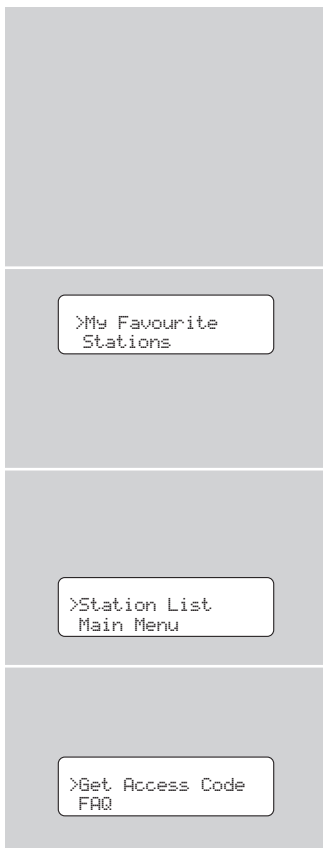 >My Favourite
Stations
>Station List
Main Menu
>Get Access Code
FAQ